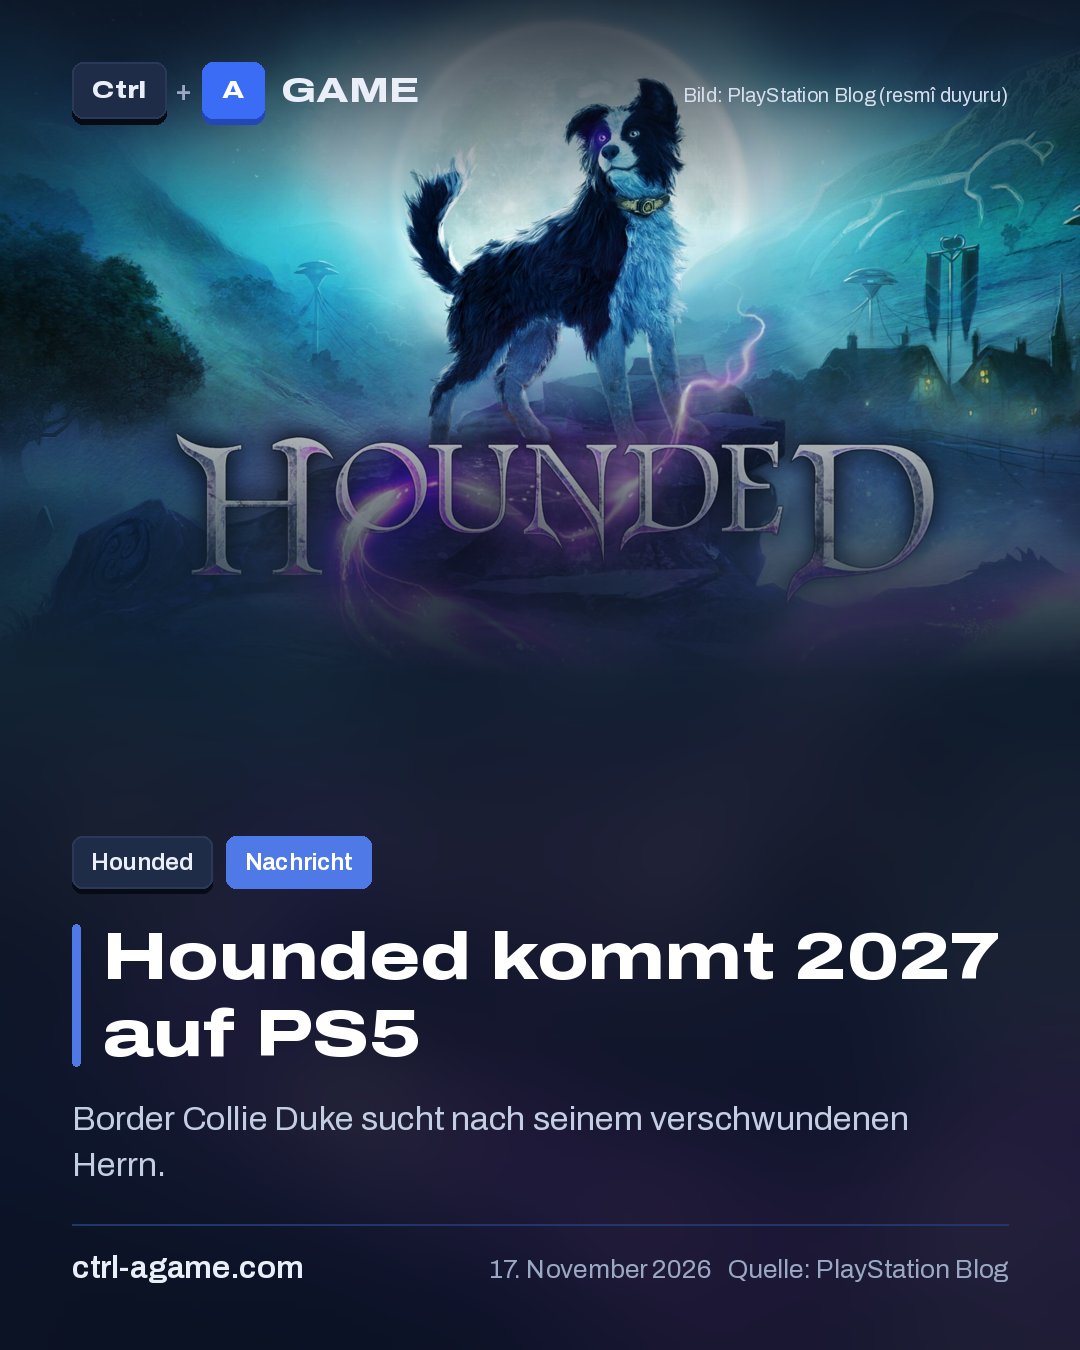 Ctrl + A GAME
Bild: PlayStation Blog (resmî duyuru)
HOUNDED
Hounded
Nachricht
Hounded kommt 2027
auf PS5
Border Collie Duke sucht nach seinem verschwundenen
Herrn.
ctrl-agame.com
17. November 2026 Quelle: PlayStation Blog